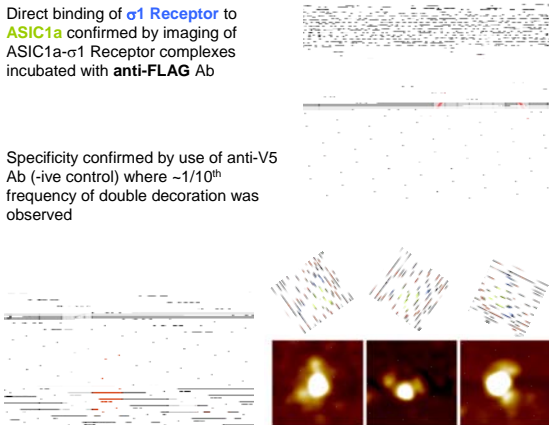 Direct binding of σ1 Receptor to
ASIC1a confirmed by imaging of
ASIC1a-σ1 Receptor complexes
incubated with anti-FLAG Ab
Specificity confirmed by use of anti-V5
Ab (-ive control) where ~1/10th
frequency of double decoration was
observed